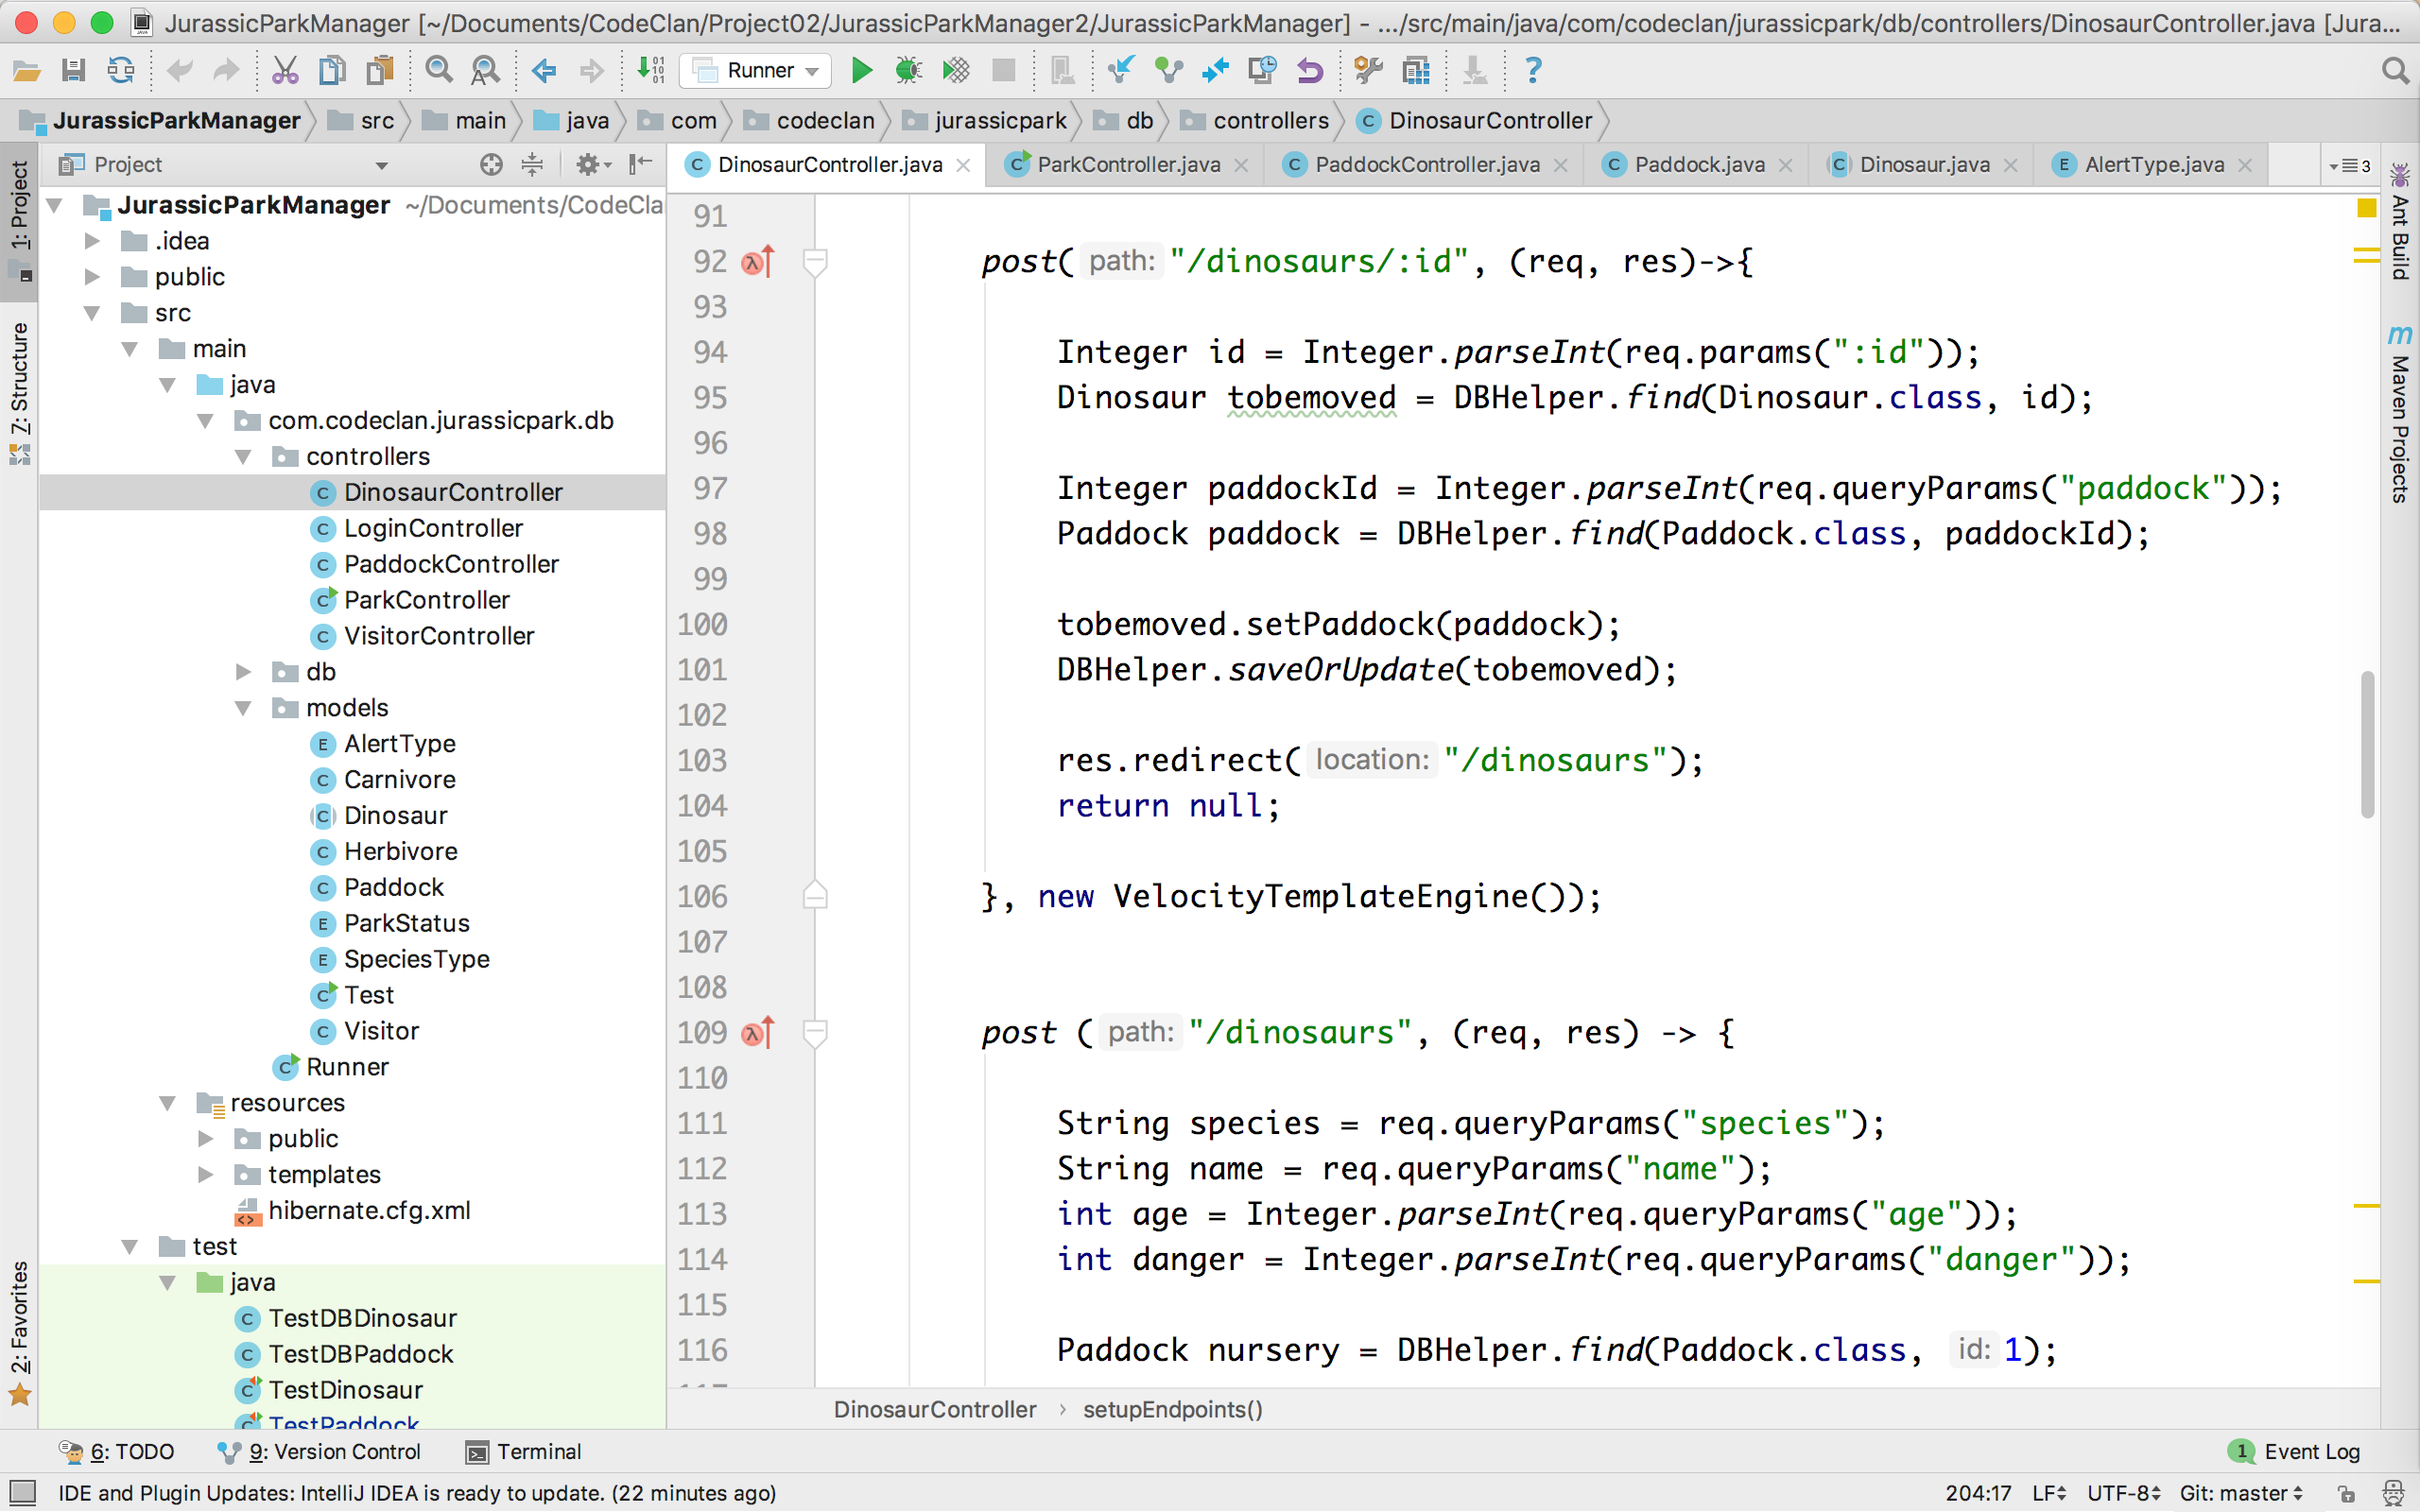 JurassicParkManager [~/Documents/CodeClan/Project02/JurassicParkManager2/JurassicParkManager] - .../src/main/java/com/codeclan/jurassicpark/db/controllers/DinosaurController.java [Jura...
Runner
JurassicParkManager src main java com codeclan jurassicpark db controllers DinosaurController
Project
DinosaurController.java ParkController.java PaddockController.java Paddock.java Dinosaur.java AlertType.java 3
1: Project
7: Structure
2: Favorites
JurassicParkManager ~/Documents/CodeClan
.idea
public
src
main
java
com.codeclan.jurassicpark.db
controllers
DinosaurController
LoginController
PaddockController
ParkController
VisitorController
db
models
AlertType
Carnivore
Dinosaur
Herbivore
Paddock
ParkStatus
SpeciesType
Test
Visitor
Runner
resources
public
templates
hibernate.cfg.xml
test
java
TestDBDinosaur
TestDBPaddock
TestDinosaur
TestPaddock
91
92 post( path: "/dinosaurs/:id", (req, res)->{
93
94 Integer id = Integer.parseInt(req.params(":id"));
95 Dinosaur tobemoved = DBHelper.find(Dinosaur.class, id);
96
97 Integer paddockId = Integer.parseInt(req.queryParams("paddock"));
98 Paddock paddock = DBHelper.find(Paddock.class, paddockId);
99
100 tobemoved.setPaddock(paddock);
101 DBHelper.saveOrUpdate(tobemoved);
102
103 res.redirect( location: "/dinosaurs");
104 return null;
105
106 }, new VelocityTemplateEngine());
107
108
109 post ( path: "/dinosaurs", (req, res) -> {
110
111 String species = req.queryParams("species");
112 String name = req.queryParams("name");
113 int age = Integer.parseInt(req.queryParams("age"));
114 int danger = Integer.parseInt(req.queryParams("danger"));
115
116 Paddock nursery = DBHelper.find(Paddock.class, id: 1);
DinosaurController › setupEndpoints()
Ant Build
Maven Projects
6: TODO 9: Version Control Terminal 1 Event Log
IDE and Plugin Updates: IntelliJ IDEA is ready to update. (22 minutes ago) 204:17 LF UTF-8 Git: master